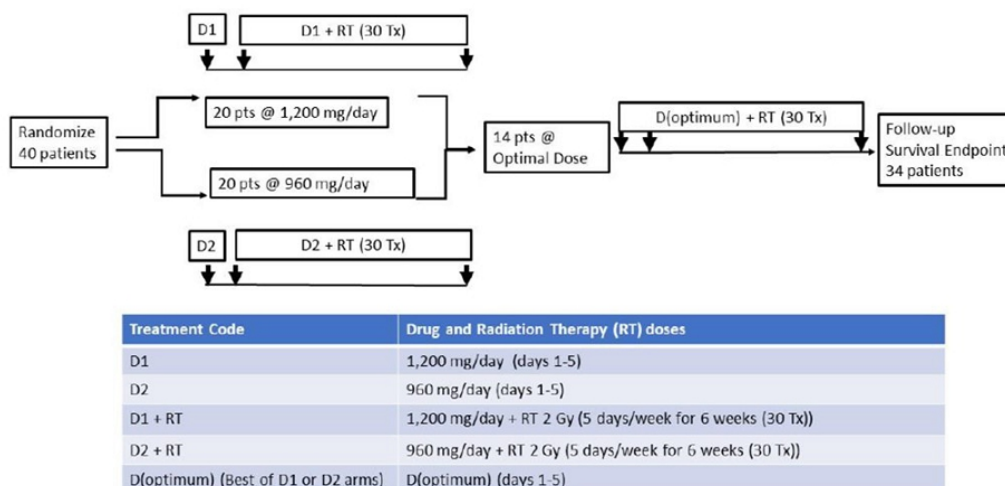 D1
D1 + RT (30 Tx)
20 pts @ 1,200 mg/day
Randomize
40 patients
20 pts @ 960 mg/day
D2
D2 + RT (30 Tx)
14 pts @
Optimal Dose
D(optimum) + RT (30 Tx)
Follow-up
Survival Endpoint
34 patients
Treatment Code Drug and Radiation Therapy (RT) doses
D1 1,200 mg/day (days 1-5)
D2 960 mg/day (days 1-5)
D1 + RT 1,200 mg/day + RT 2 Gy (5 days/week for 6 weeks (30 Tx))
D2 + RT 960 mg/day + RT 2 Gy (5 days/week for 6 weeks (30 Tx))
D(optimum) (Best of D1 or D2 arms) D(optimum) (days 1-5)